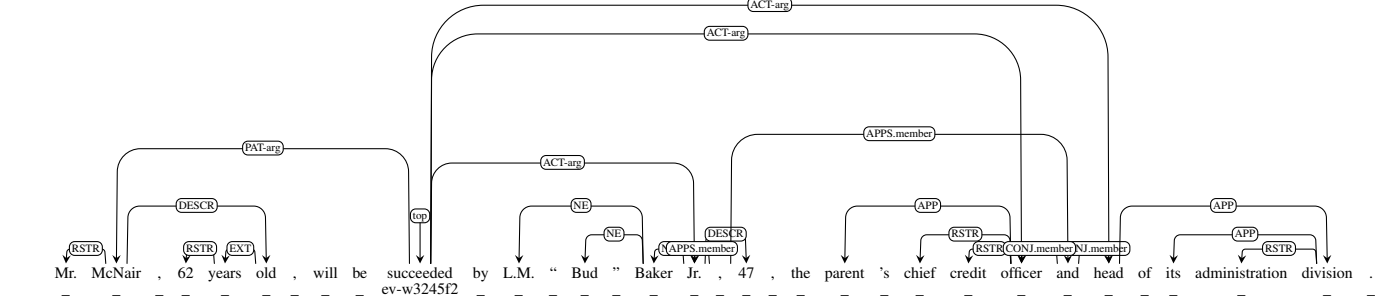 ACT-arg
ACT-arg
APPS.member
PAT-arg
ACT-arg
DESCR NE APP APP
top
NE DESCR RSTR APP
RSTR RSTR EXT APPS.member RSTR CONJ.member NJ.member RSTR
Mr. McNair , 62 years old , will be succeeded by L.M. “ Bud ” Baker Jr. , 47 , the parent 's chief credit officer and head of its administration division .
_ _ _ _ _ _ _ _ _ ev-w3245f2 _ _ _ _ _ _ _ _ _ _ _ _ _ _ _ _ _ _ _ _ _ _ _